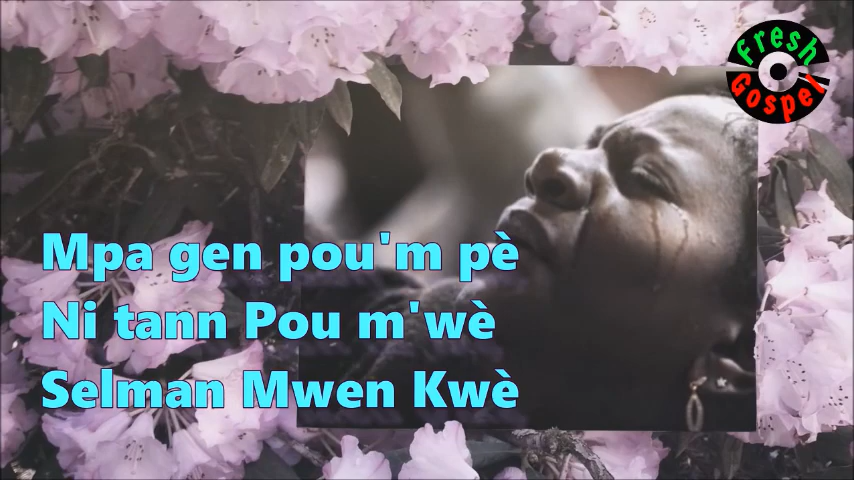 Fresh
Gospel
Mpa gen pou'm pè
Ni tann Pou m'wè
Selman Mwen Kwè